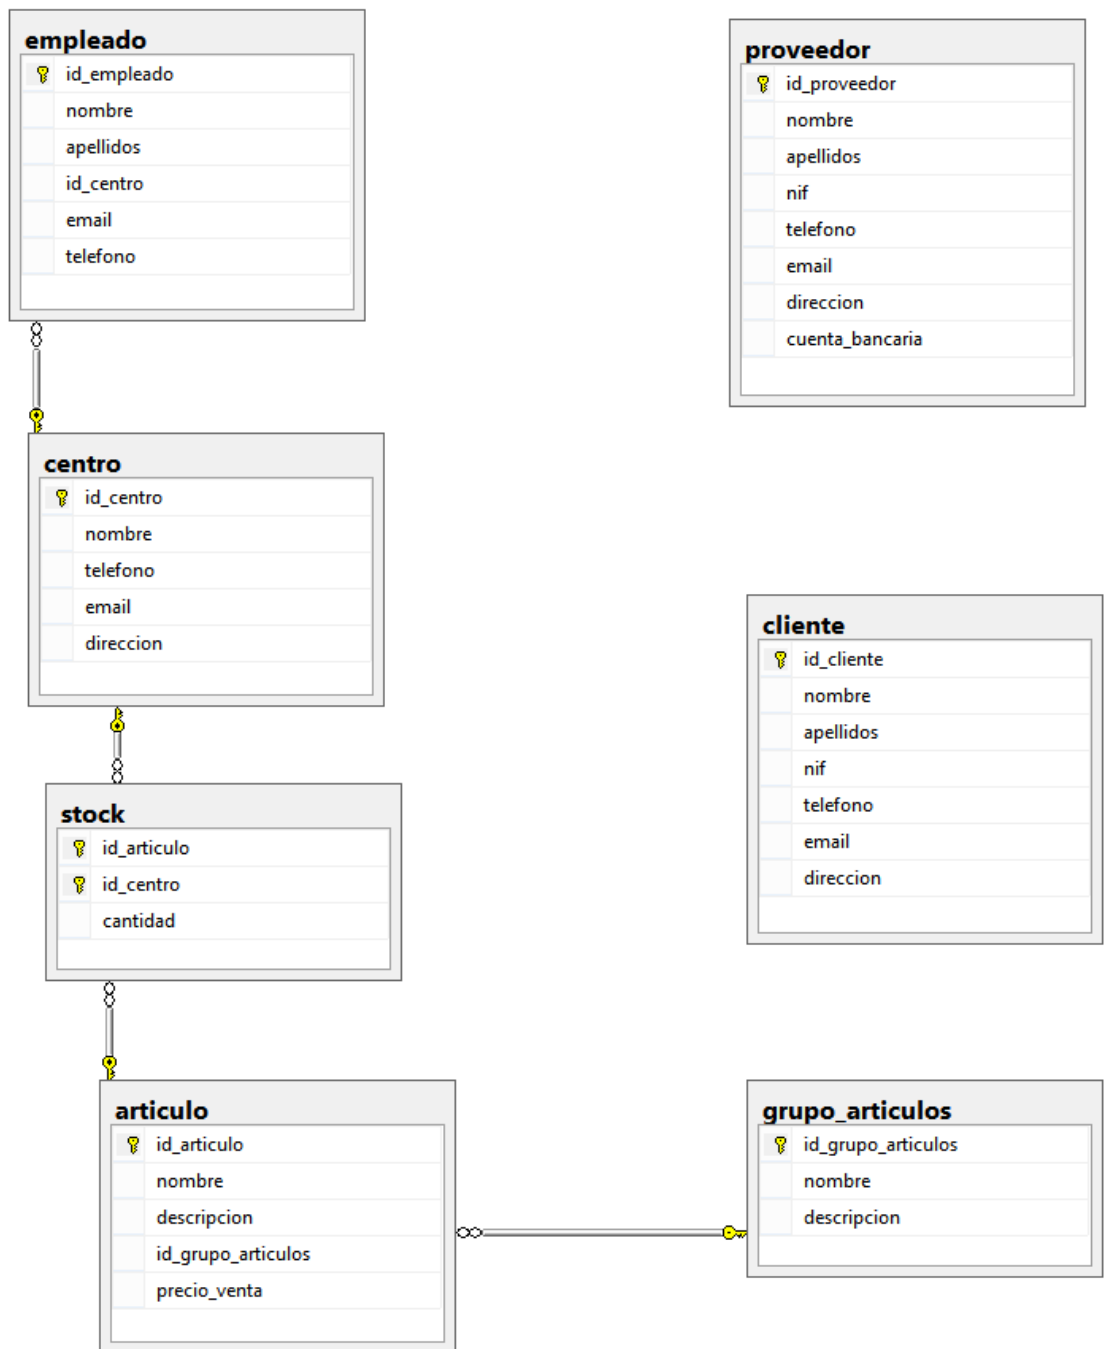 empleado
id_empleado
nombre
apellidos
id_centro
email
telefono
proveedor
id_proveedor
nombre
apellidos
nif
telefono
email
direccion
cuenta_bancaria
centro
id_centro
nombre
telefono
email
direccion
cliente
id_cliente
nombre
apellidos
nif
telefono
email
direccion
stock
id_articulo
id_centro
cantidad
articulo
id_articulo
nombre
descripcion
id_grupo_articulos
precio_venta
grupo_articulos
id_grupo_articulos
nombre
descripcion